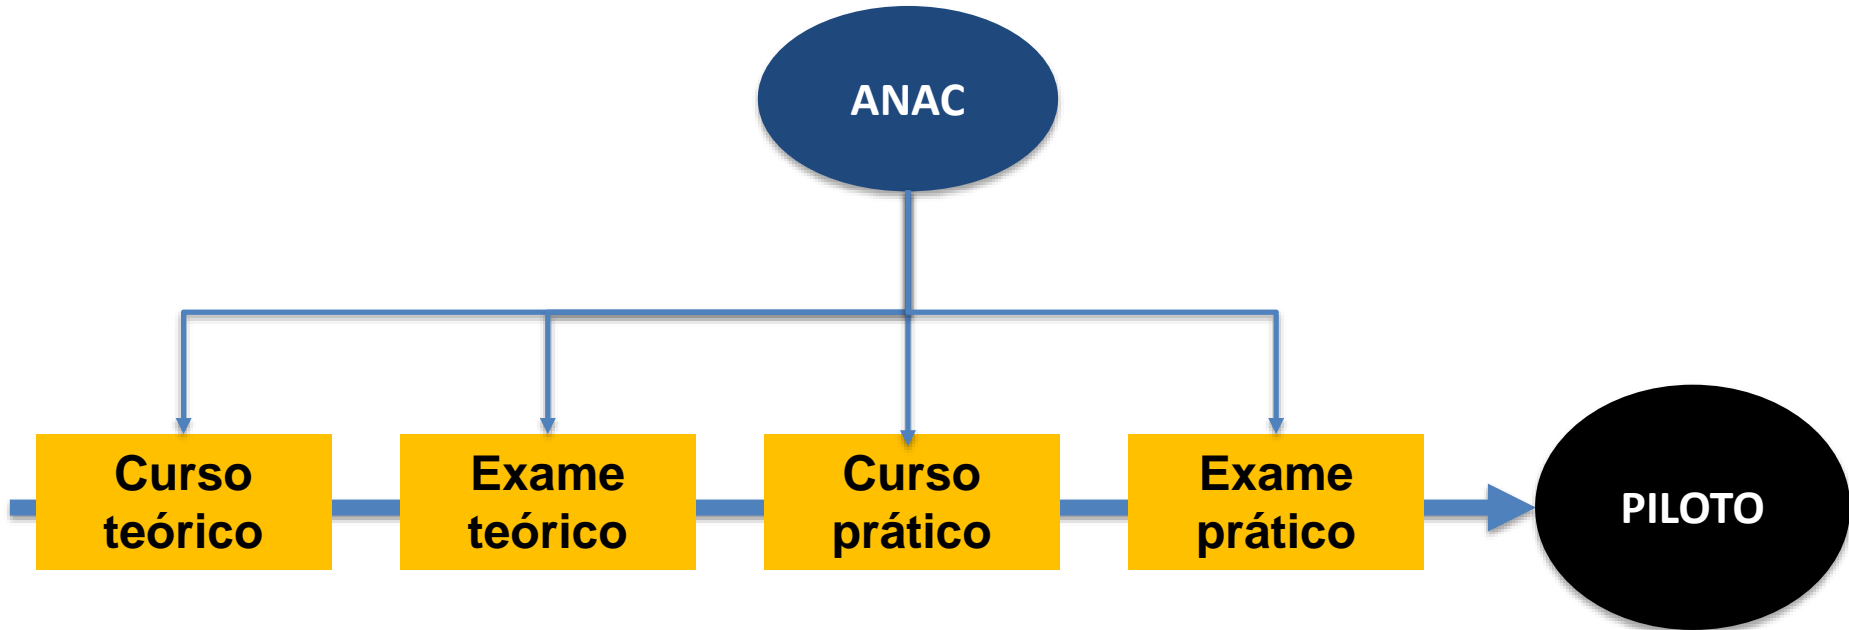 ANAC
Curso
teórico
Exame
teórico
Curso
prático
Exame
prático
PILOTO